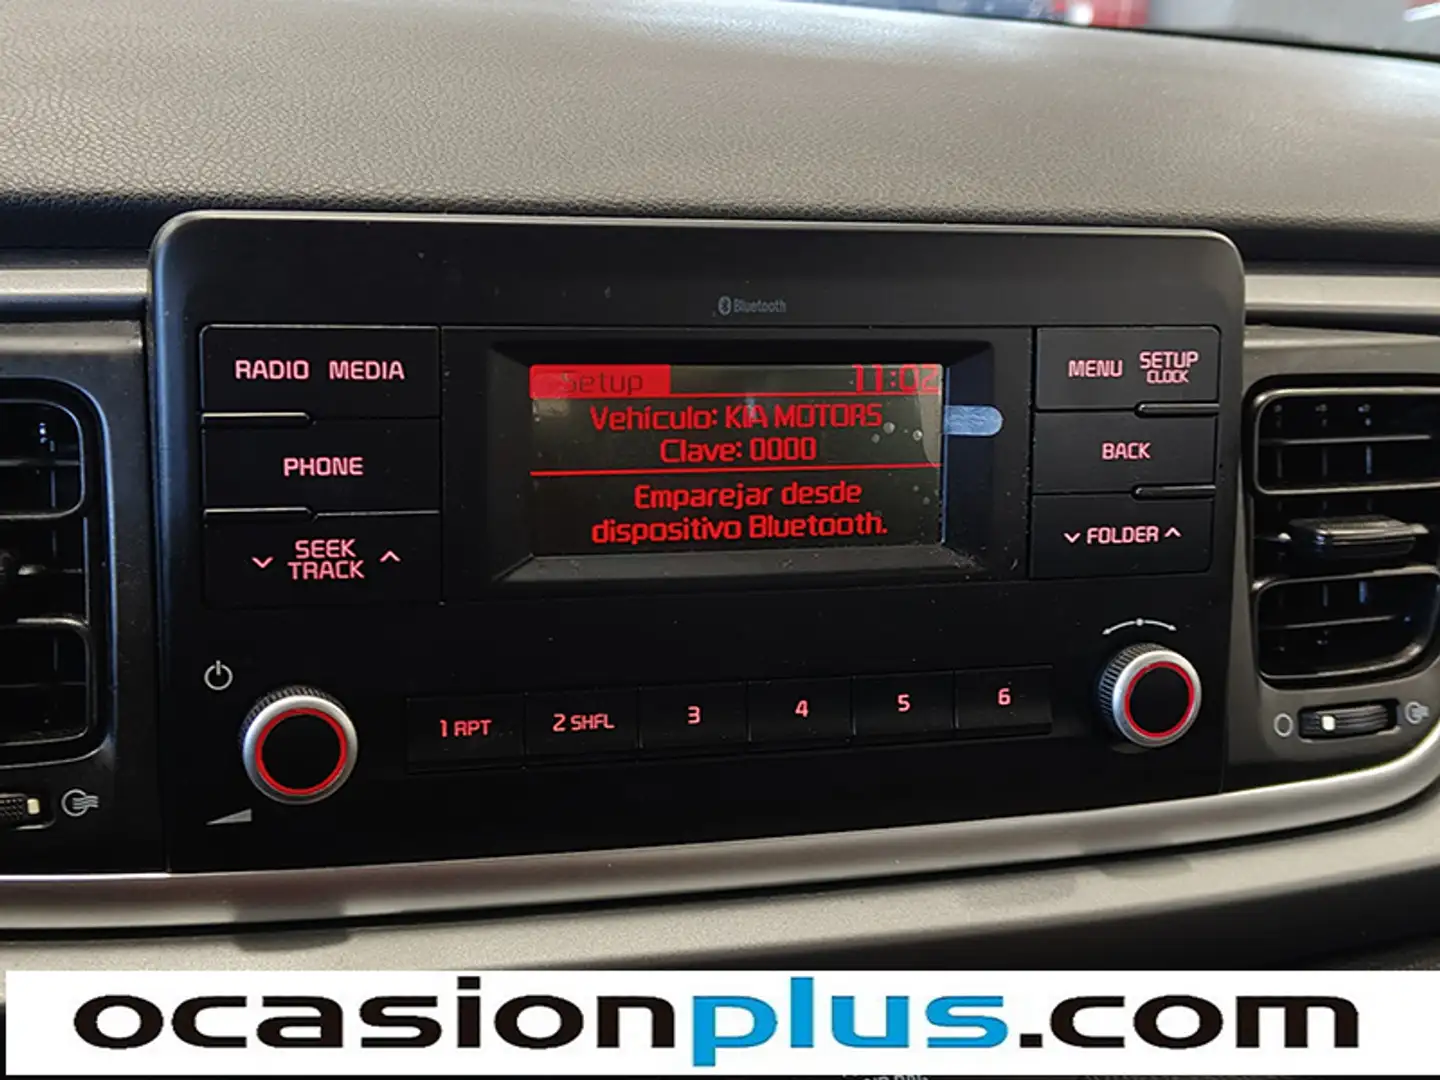 Bluetooth
RADIO MEDIA
PHONE
SEEK
TRACK
Setup 11:02
Vehículo: KIA MOTORS
Clave: 0000
Emparejar desde
dispositivo Bluetooth.
MENU SETUP
CLOCK
BACK
FOLDER
1 RPT 2 SHFL 3 4 5 6
ocasionplus.com